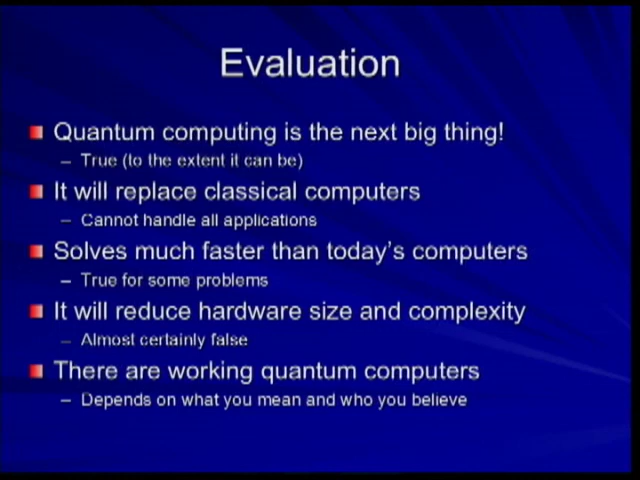 Evaluation
Quantum computing is the next big thing!
– True (to the extent it can be)
It will replace classical computers
– Cannot handle all applications
Solves much faster than today's computers
– True for some problems
It will reduce hardware size and complexity
– Almost certainly false
There are working quantum computers
– Depends on what you mean and who you believe